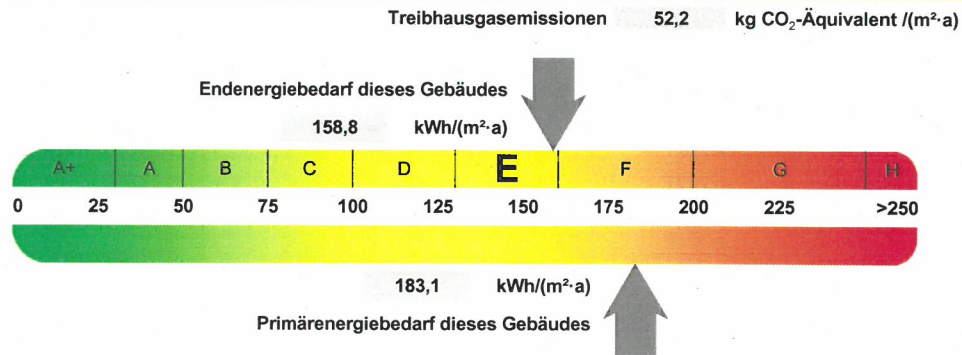 Treibhausgasemissionen 52,2 kg CO₂-Äquivalent /(m²·a)
Endenergiebedarf dieses Gebäudes
158,8 kWh/(m²·a)
A+ A B C D E F G H
0 25 50 75 100 125 150 175 200 225 >250
183,1 kWh/(m²·a)
Primärenergiebedarf dieses Gebäudes